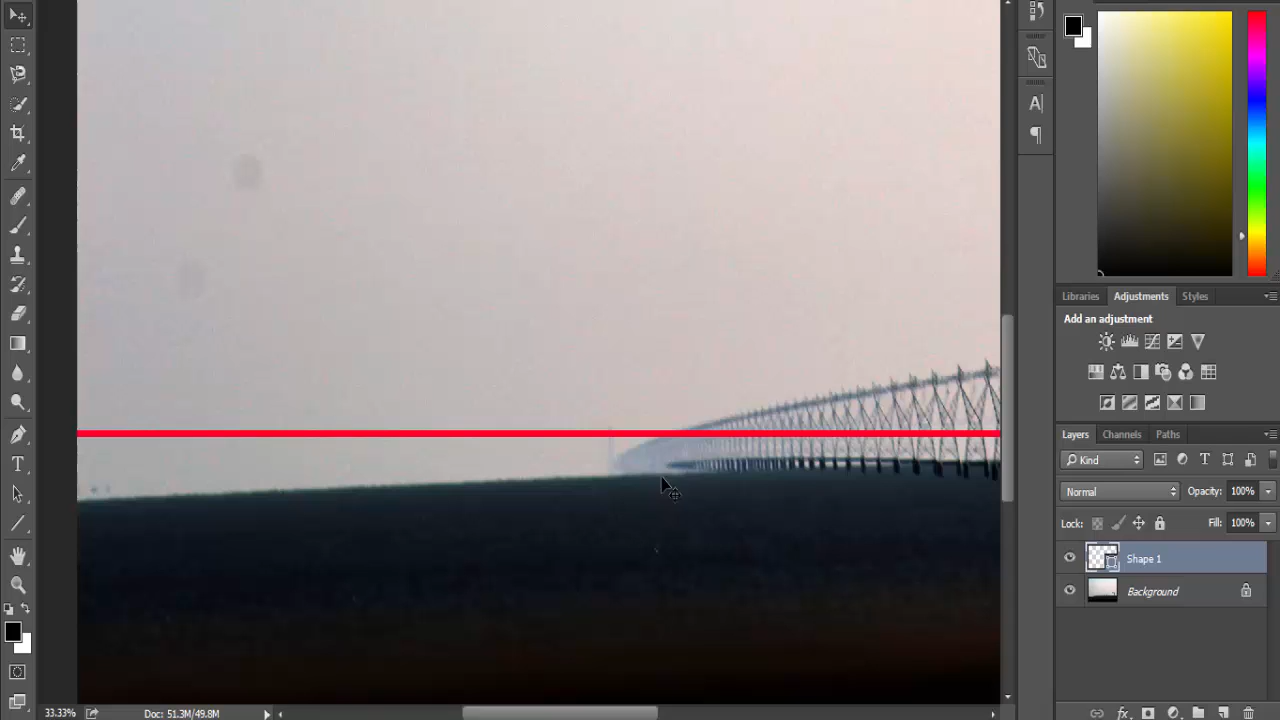 Libraries Adjustments Styles
Add an adjustment
Layers Channels Paths
Kind
Normal Opacity: 100%
Lock: Fill: 100%
Shape 1
Background
33.33% Doc: 51.3M/49.8M